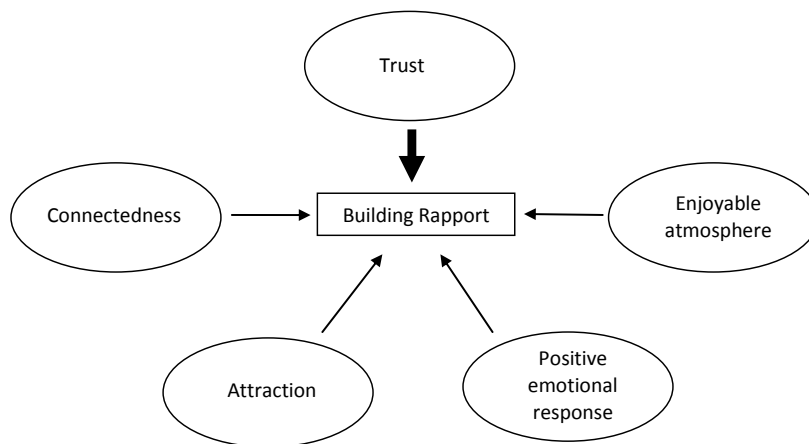 Trust
Connectedness
Building Rapport
Enjoyable
atmosphere
Attraction
Positive
emotional
response